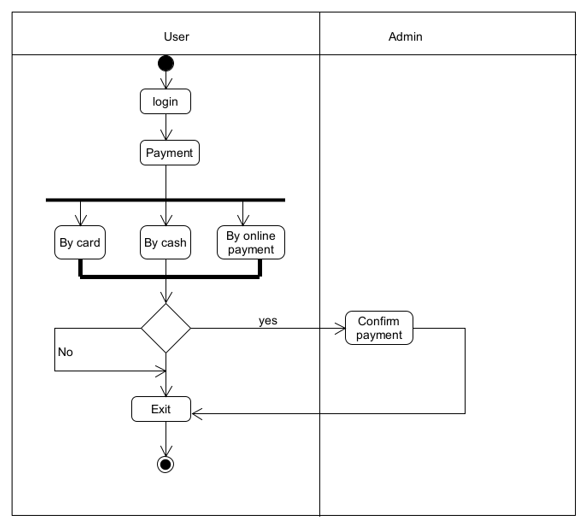 User
Admin
login
Payment
By card
By cash
By online
payment
yes
Confirm
payment
No
Exit